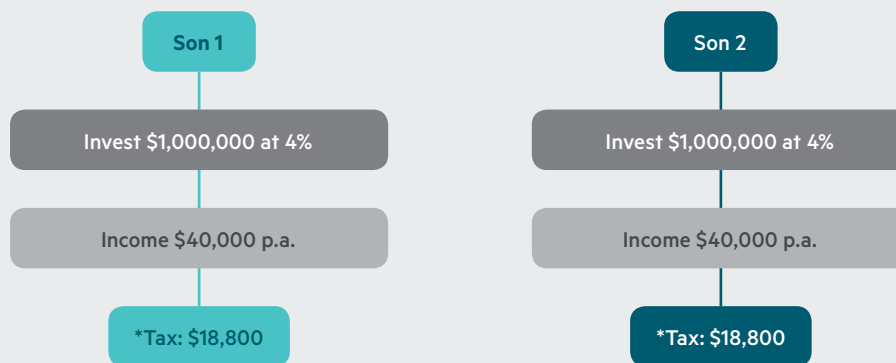 Son 1
Son 2
Invest $1,000,000 at 4%
Invest $1,000,000 at 4%
Income $40,000 p.a.
Income $40,000 p.a.
*Tax: $18,800
*Tax: $18,800